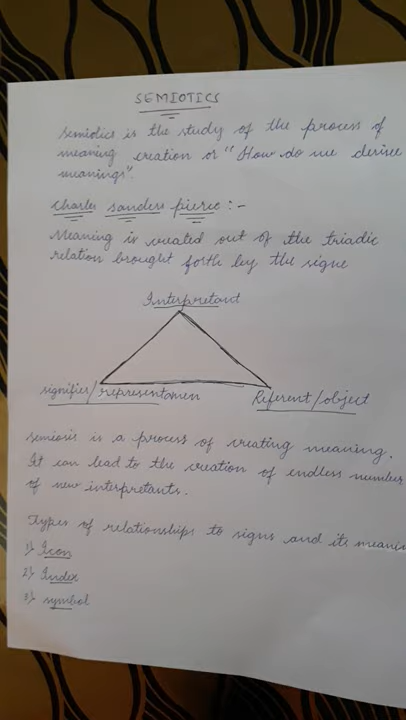 SEMIOTICS
Semiotics is the study of the process of
meaning creation or "How do we derive
meanings".
Charles sanders pierce :-
Meaning is created out of the triadic
relation brought forth by the signe
Interpretant
signifier/representamen Referent/object
semiosis is a process of creating meaning.
It can lead to the creation of endless number
of new interpretants.
Types of relationships to signs and its meanin
1) Icon
2) Index
3) symbol